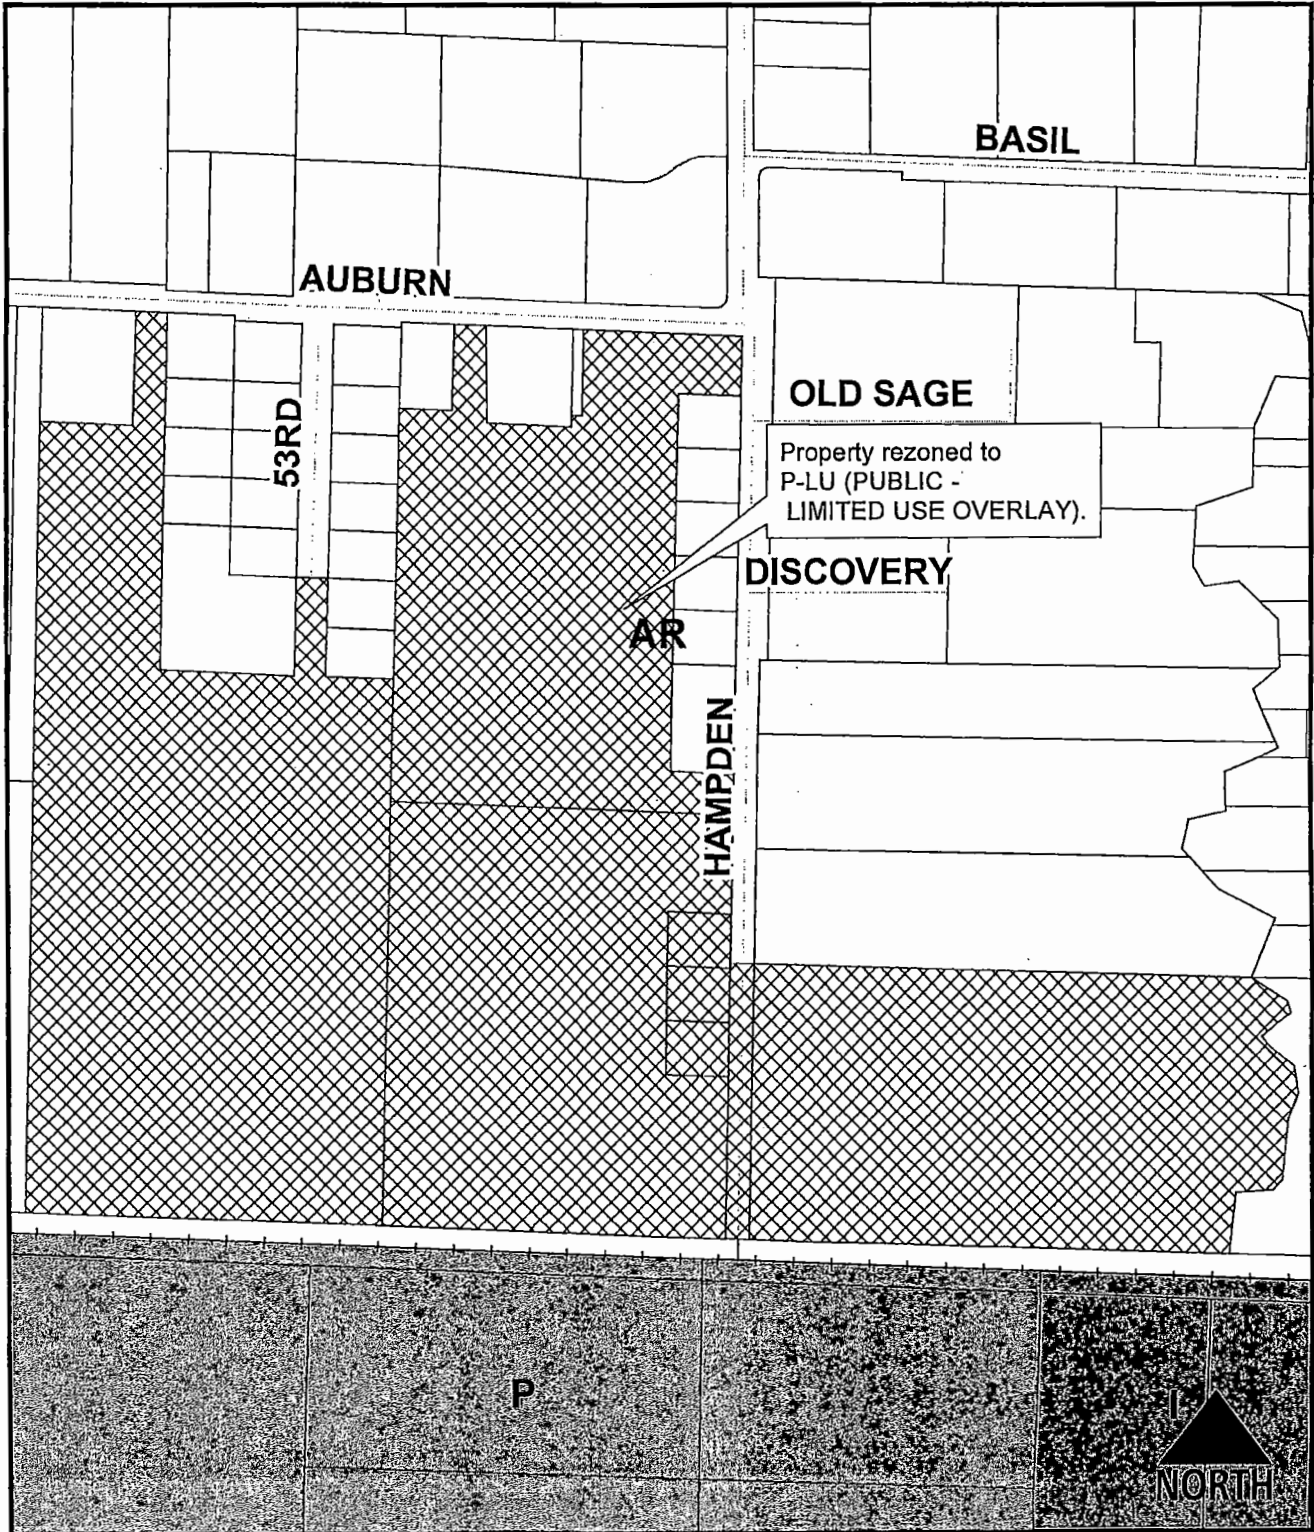 BASIL
AUBURN
OLD SAGE
53RD
Property rezoned to
P-LU (PUBLIC -
LIMITED USE OVERLAY).
DISCOVERY
AR
HAMPDEN
P
I
NORTH